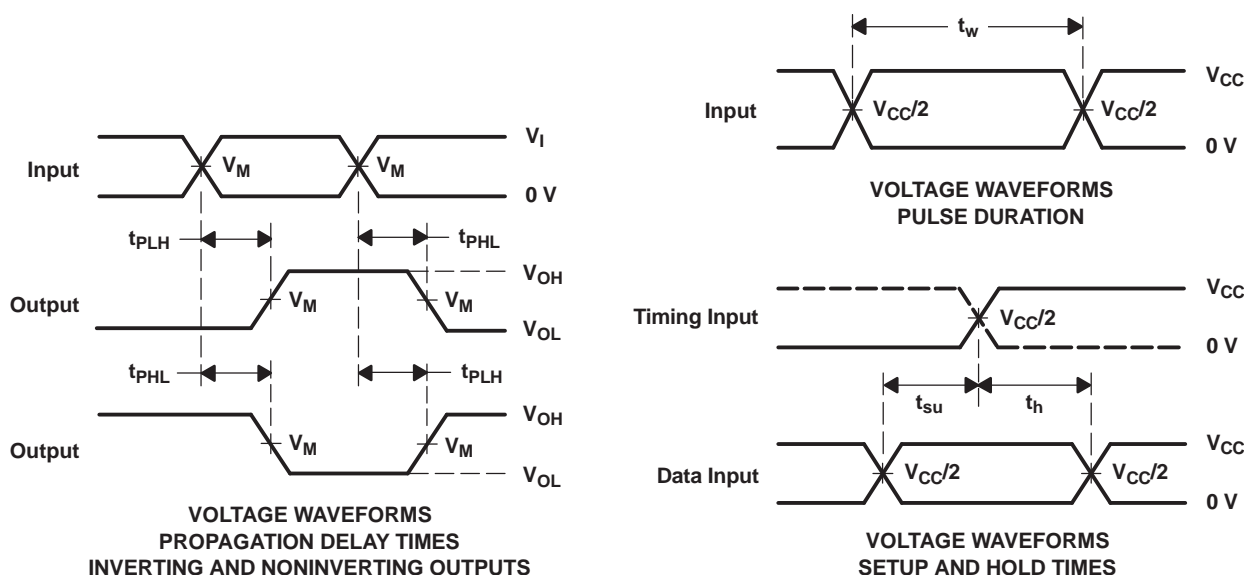 Input
V_M
V_M
V_I
0 V
t_PLH
t_PHL
Output
V_M
V_M
V_OH
V_OL
t_PHL
t_PLH
Output
V_M
V_M
V_OH
V_OL
VOLTAGE WAVEFORMS
PROPAGATION DELAY TIMES
INVERTING AND NONINVERTING OUTPUTS
t_w
Input
V_CC/2
V_CC/2
V_CC
0 V
VOLTAGE WAVEFORMS
PULSE DURATION
Timing Input
V_CC/2
V_CC
0 V
t_su
t_h
Data Input
V_CC/2
V_CC/2
V_CC
0 V
VOLTAGE WAVEFORMS
SETUP AND HOLD TIMES